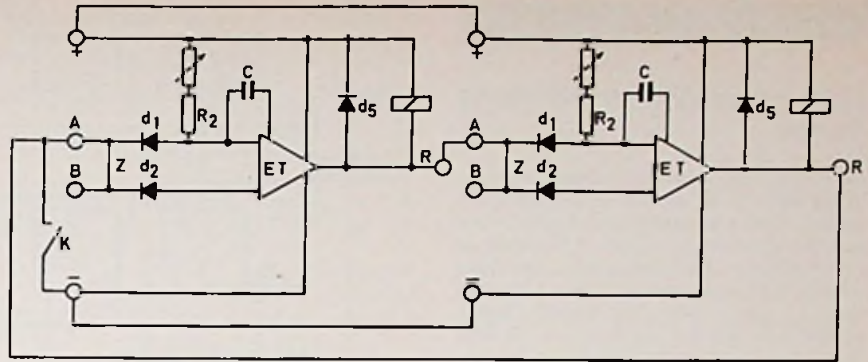 + +
C C
R2 d5 R2 d5
A d1 A d1
ET R ET R
Z Z
B d2 B d2
K
− −